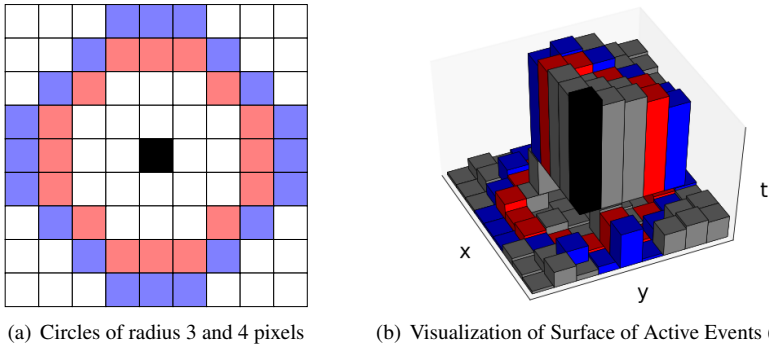 t
x
y
(a) Circles of radius 3 and 4 pixels
(b) Visualization of Surface of Active Events (